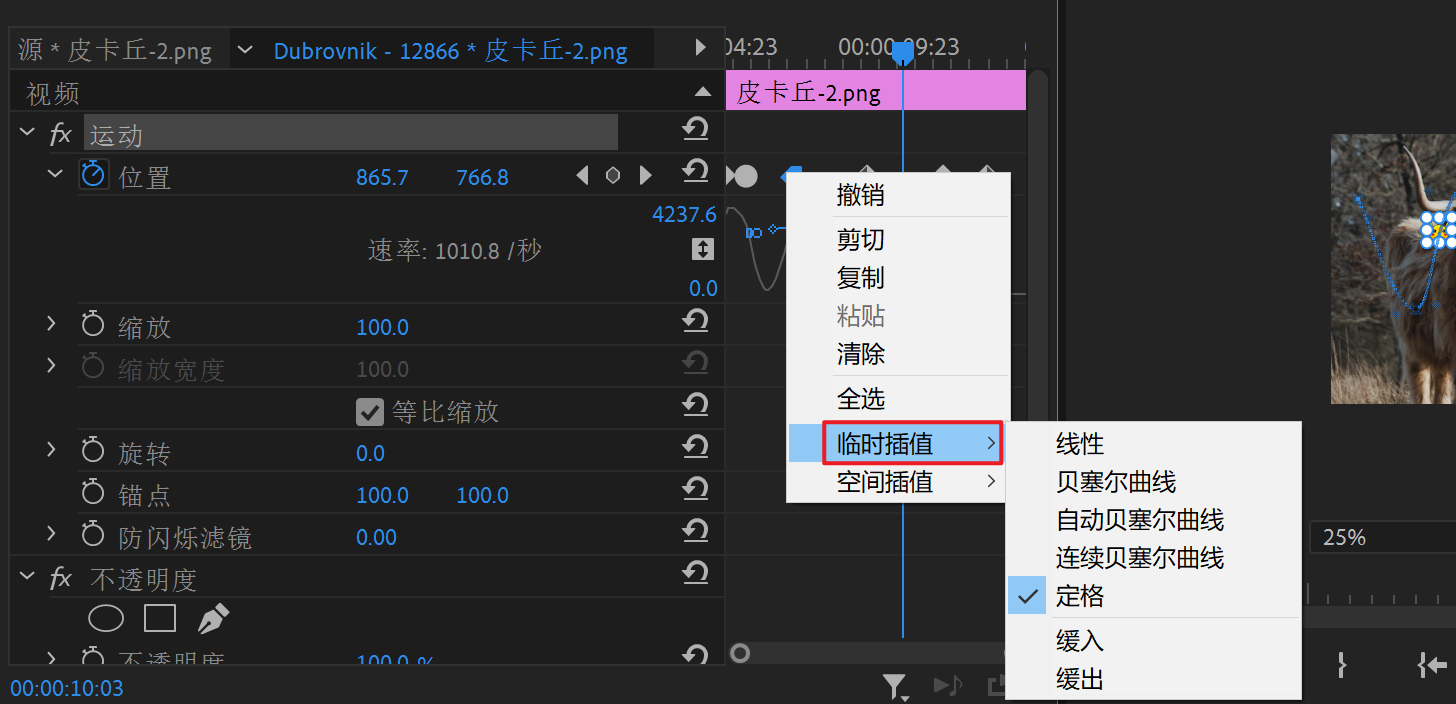 源 * 皮卡丘-2.png
Dubrovnik - 12866 * 皮卡丘-2.png
04:23
00:00:09:23
视频
皮卡丘-2.png
fx 运动
位置 865.7 766.8
4237.6
速率: 1010.8 /秒
0.0
缩放 100.0
缩放宽度 100.0
等比缩放
旋转 0.0
锚点 100.0 100.0
防闪烁滤镜 0.00
fx 不透明度
不透明度 100.0 %
00:00:10:03
撤销
剪切
复制
粘贴
清除
全选
临时插值
空间插值
线性
贝塞尔曲线
自动贝塞尔曲线
连续贝塞尔曲线
定格
缓入
缓出
25%